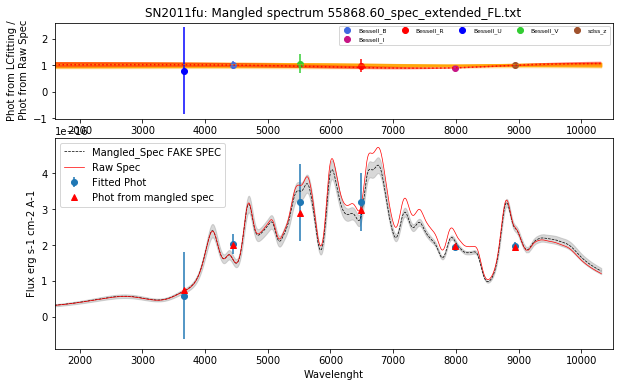 SN2011fu: Mangled spectrum 55868.60_spec_extended_FL.txt
Phot from LCfitting /
Phot from Raw Spec
2
1
0
−1
Bessell_B
Bessell_I
Bessell_R
Bessell_U
Bessell_V
sdss_z
2000 3000 4000 5000 6000 7000 8000 9000 10000
1e−16
Flux erg s-1 cm-2 A-1
4
3
2
1
0
Mangled_Spec FAKE SPEC
Raw Spec
Fitted Phot
Phot from mangled spec
2000 3000 4000 5000 6000 7000 8000 9000 10000
Wavelenght